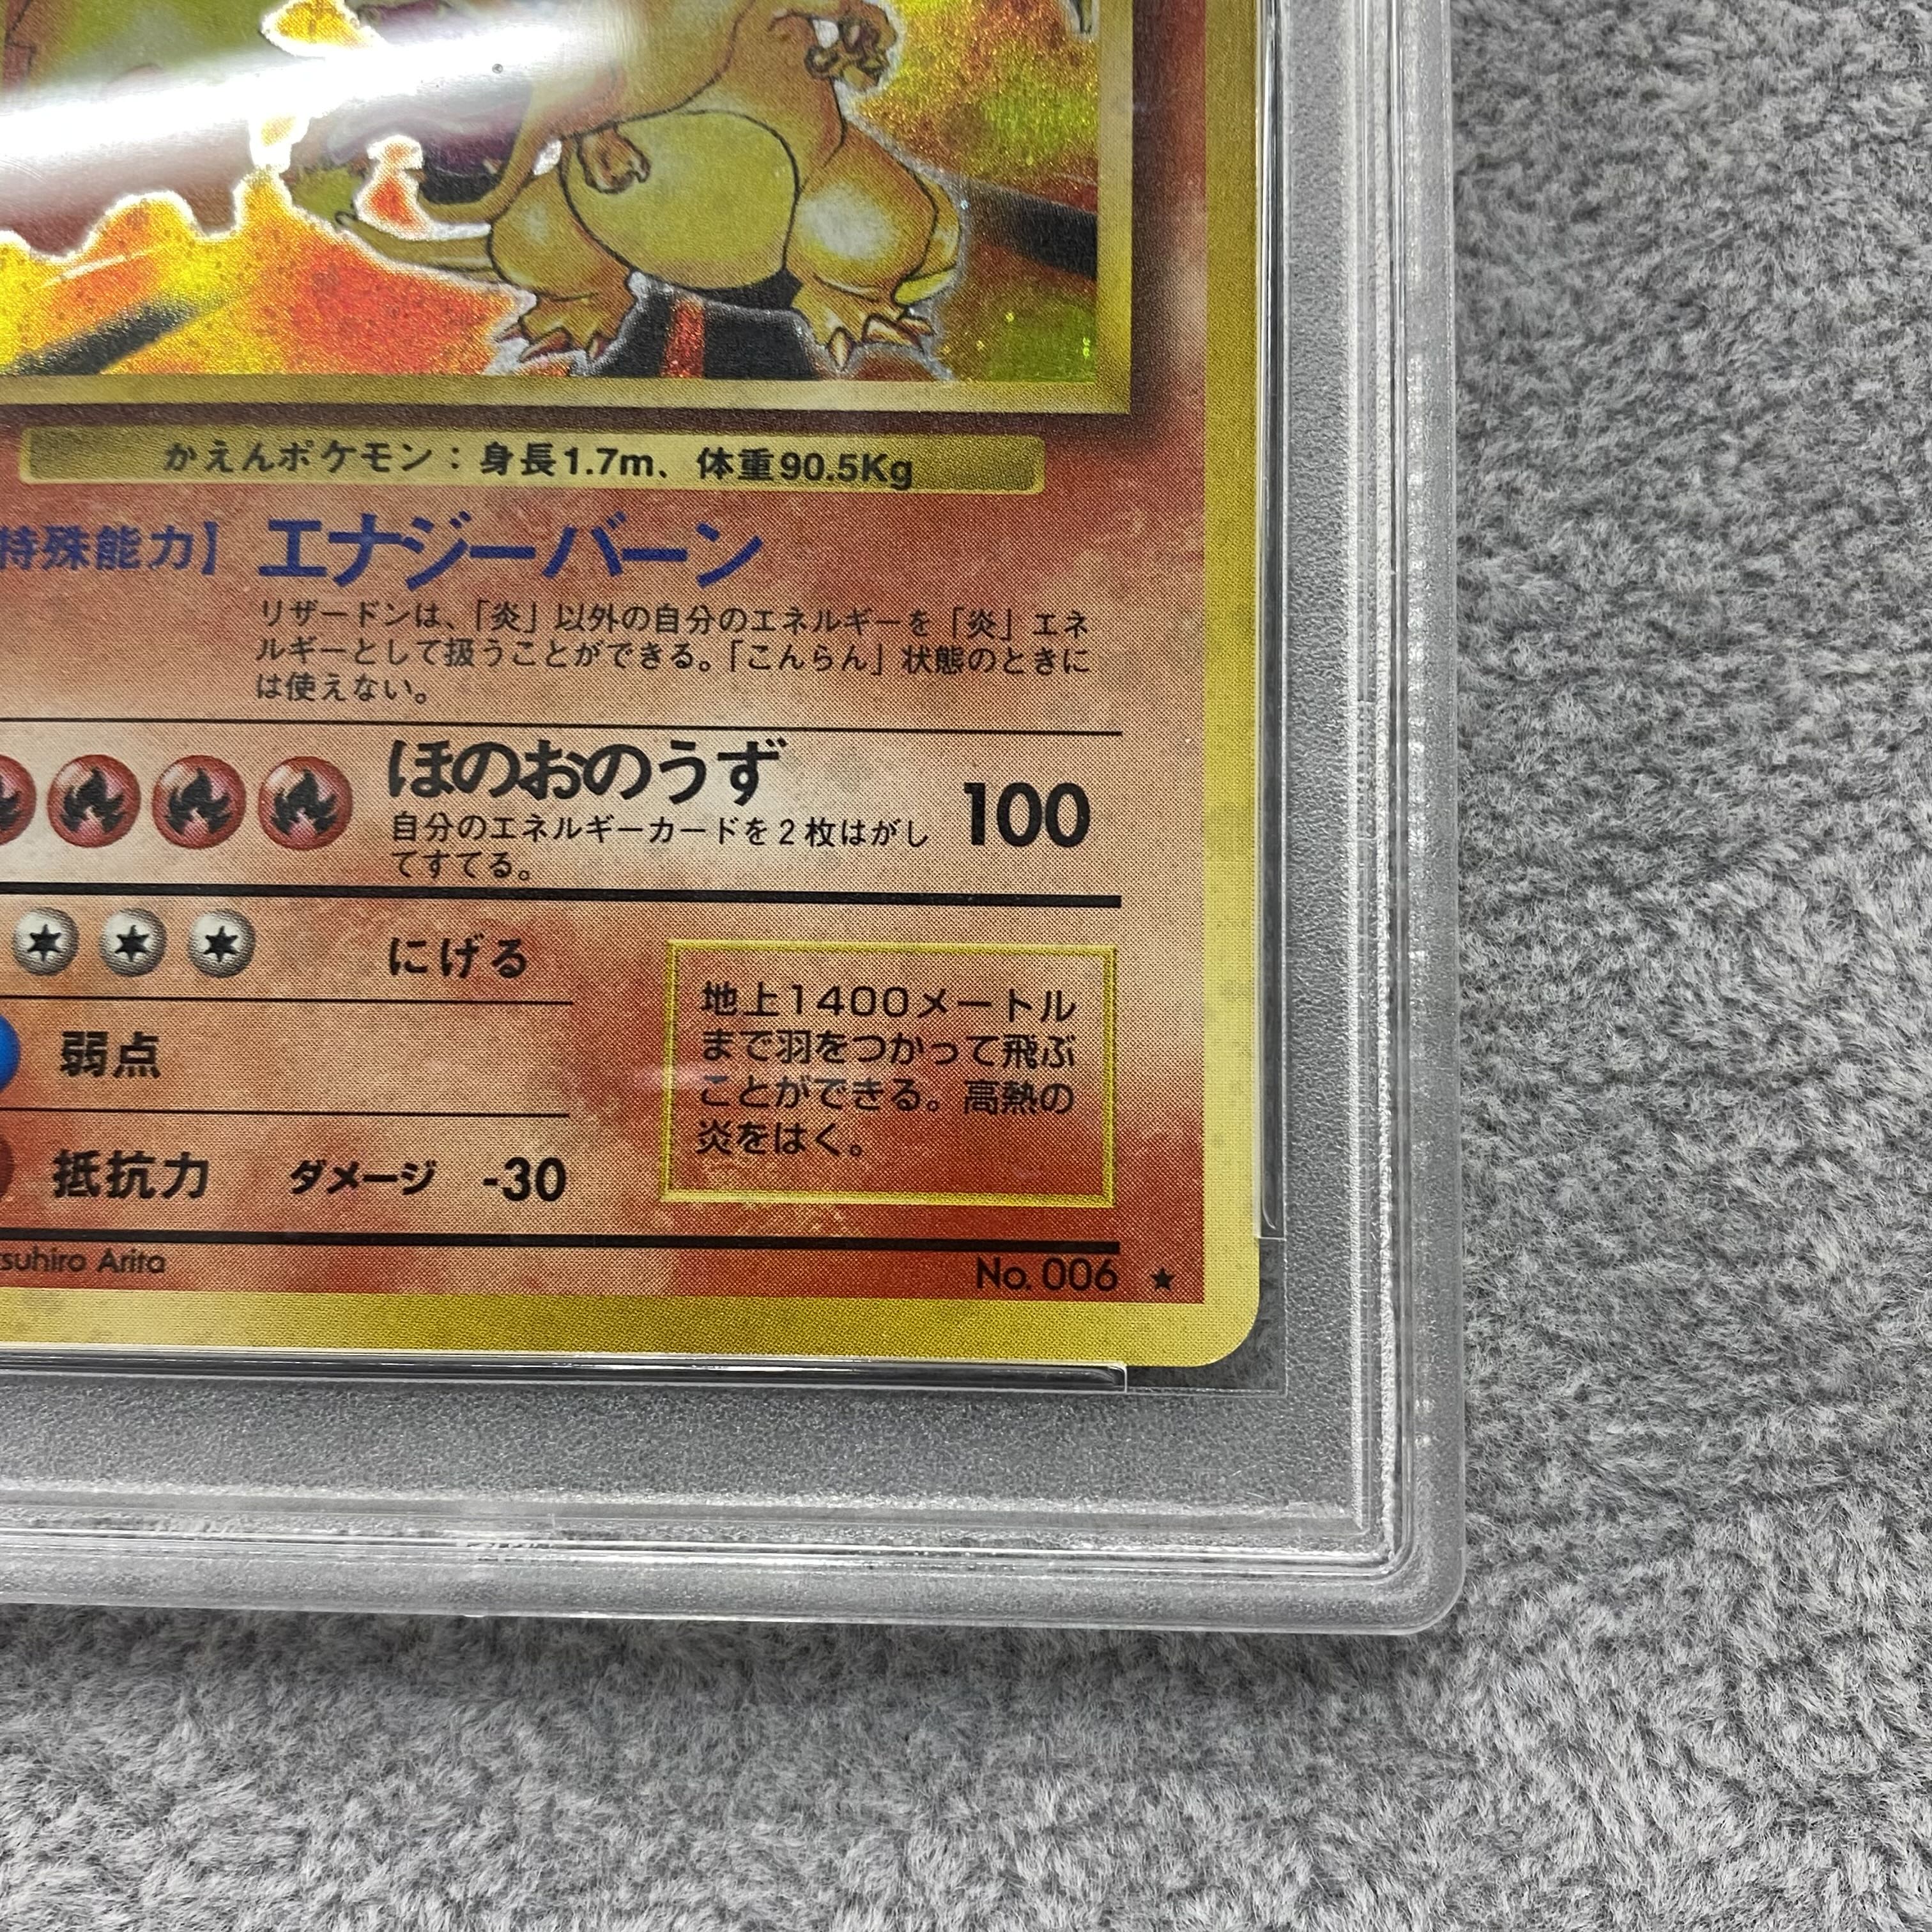 かえんポケモン：身長1.7m、体重90.5Kg
特殊能力】 エナジーバーン
リザードンは、「炎」以外の自分のエネルギーを「炎」エネ
ルギーとして扱うことができる。「こんらん」状態のときに
は使えない。
ほのおのうず 100
自分のエネルギーカードを2枚はがし
てすてる。
にげる
弱点
抵抗力 ダメージ -30
地上1400メートル
まで羽をつかって飛ぶ
ことができる。高熱の
炎をはく。
suhiro Arita
No. 006 ★